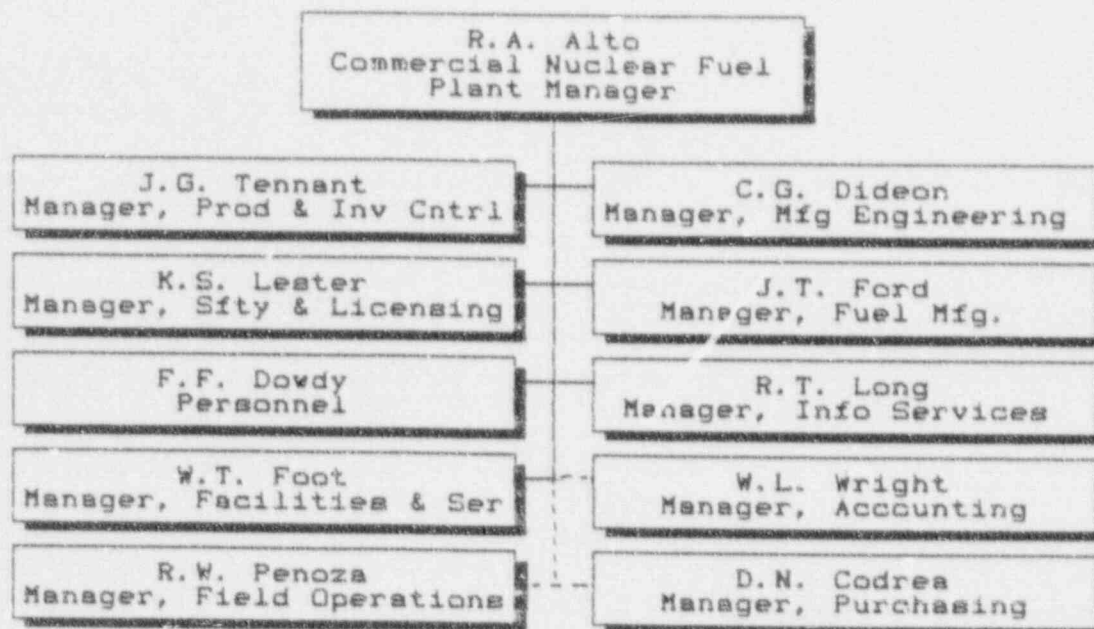 R.A. Alto
Commercial Nuclear Fuel
Plant Manager
J.G. Tennant
Manager, Prod & Inv Cntrl
C.G. Dideon
Manager, Mfg Engineering
K.S. Lester
Manager, Sfty & Licensing
J.T. Ford
Manager, Fuel Mfg.
F.F. Dowdy
Personnel
R.T. Long
Manager, Info Services
W.T. Foot
Manager, Facilities & Ser
W.L. Wright
Manager, Accounting
R.W. Penoza
Manager, Field Operations
D.N. Codrea
Manager, Purchasing